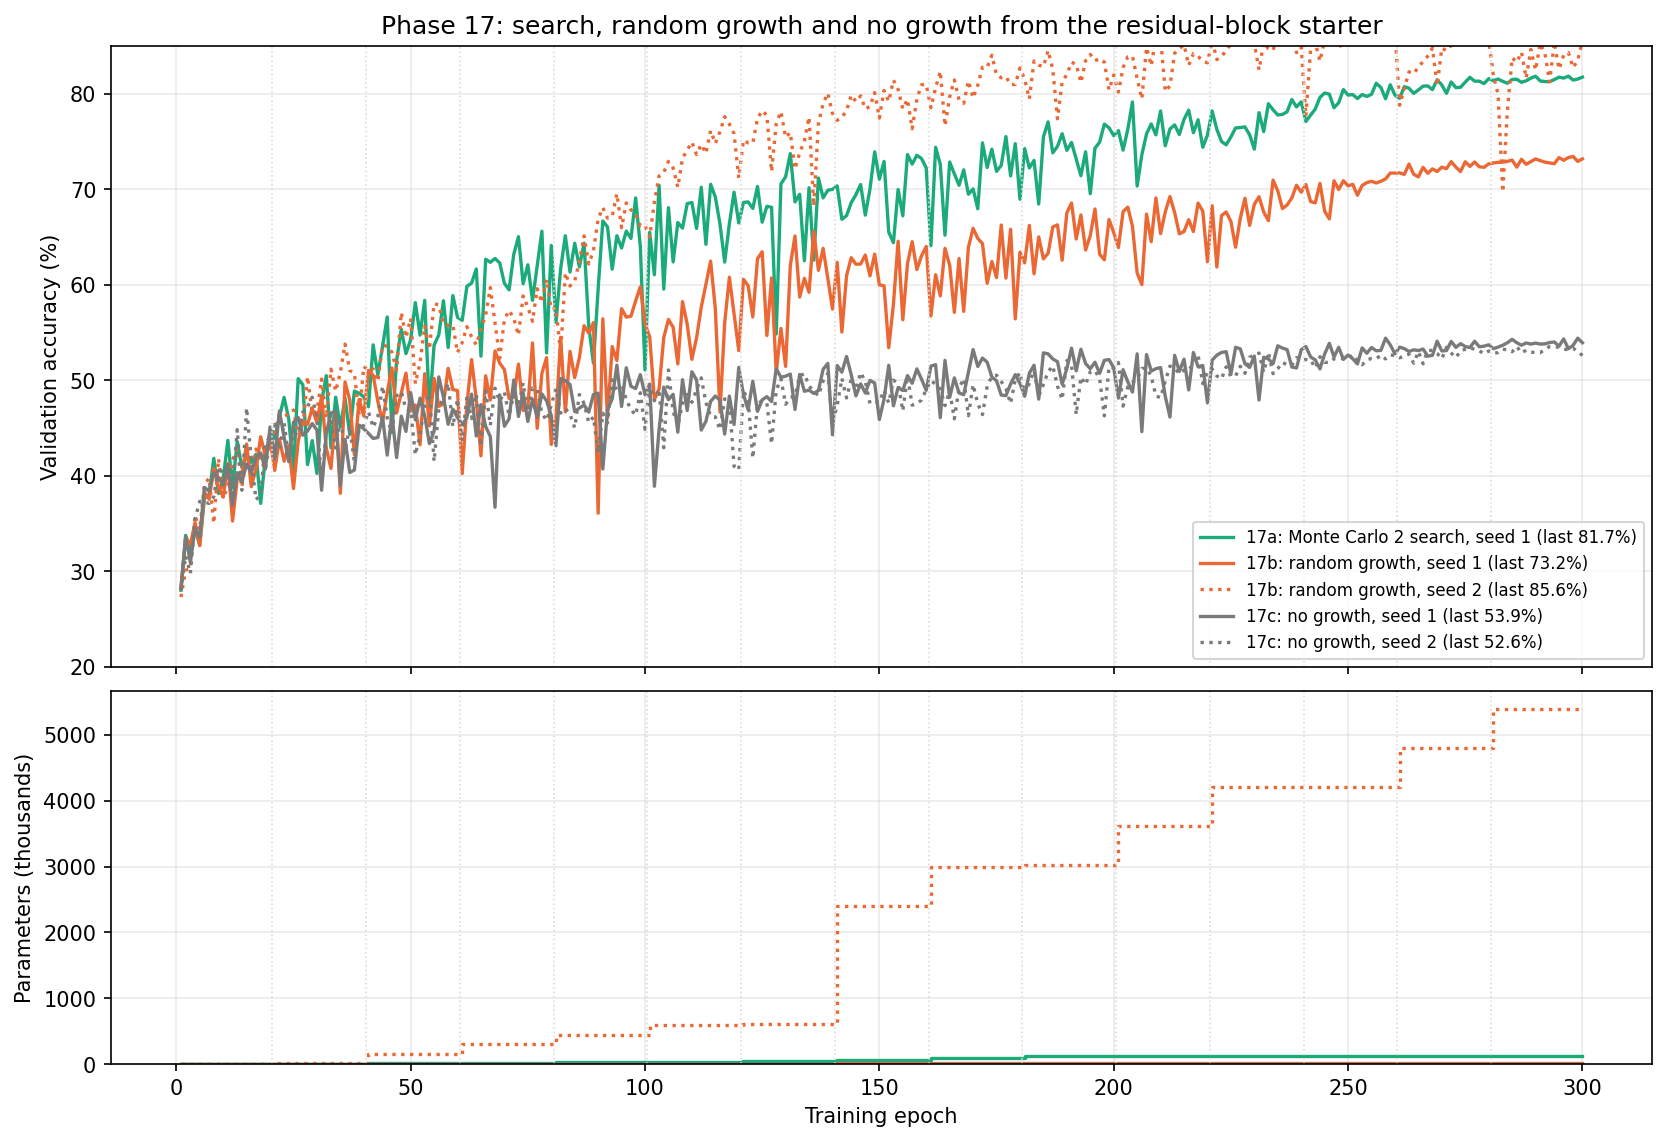 Phase 17: search, random growth and no growth from the residual-block starter
Validation accuracy (%)
80
70
60
50
40
30
20
17a: Monte Carlo 2 search, seed 1 (last 81.7%)
17b: random growth, seed 1 (last 73.2%)
17b: random growth, seed 2 (last 85.6%)
17c: no growth, seed 1 (last 53.9%)
17c: no growth, seed 2 (last 52.6%)
Parameters (thousands)
5000
4000
3000
2000
1000
0
0 50 100 150 200 250 300
Training epoch